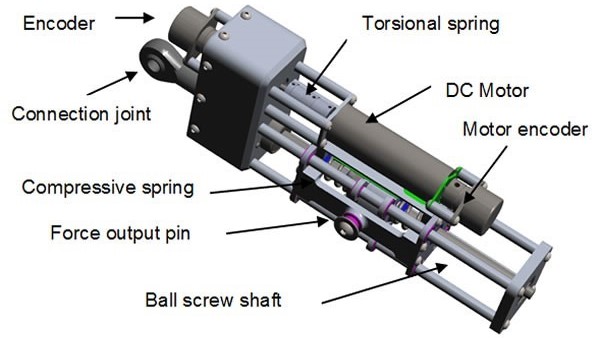 Encoder
Torsional spring
DC Motor
Connection joint
Motor encoder
Compressive spring
Force output pin
Ball screw shaft